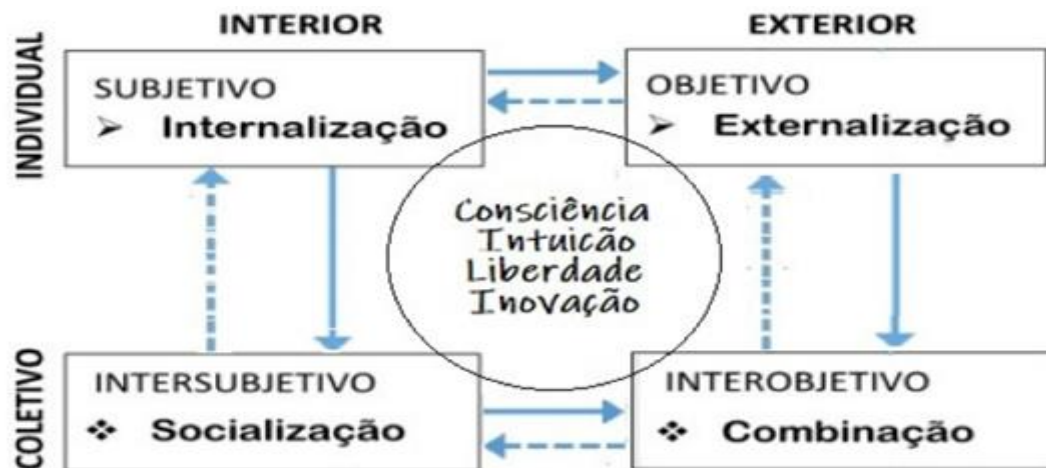 INTERIOR
EXTERIOR
INDIVIDUAL
SUBJETIVO
➢ Internalização
OBJETIVO
➢ Externalização
Consciência
Intuição
Liberdade
Inovação
COLETIVO
INTERSUBJETIVO
❖ Socialização
INTEROBJETIVO
❖ Combinação